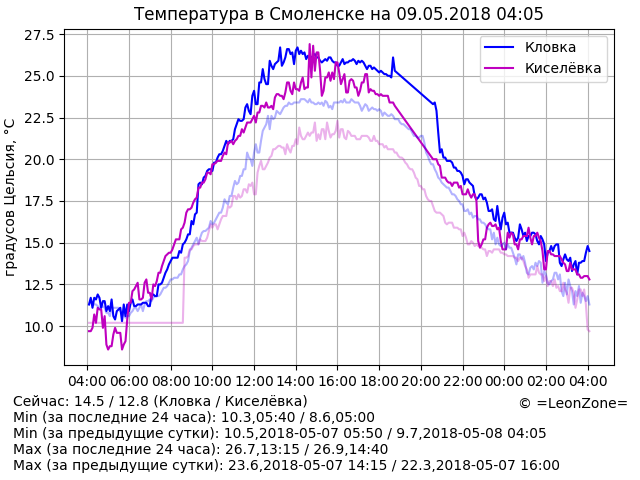 Температура в Смоленске на 09.05.2018 04:05
27.5
25.0
22.5
20.0
17.5
15.0
12.5
10.0
градусов Цельсия, °C
Кловка
Киселёвка
04:00 06:00 08:00 10:00 12:00 14:00 16:00 18:00 20:00 22:00 00:00 02:00 04:00
Сейчас: 14.5 / 12.8 (Кловка / Киселёвка)
© =LeonZone=
Min (за последние 24 часа): 10.3,05:40 / 8.6,05:00
Min (за предыдущие сутки): 10.5,2018-05-07 05:50 / 9.7,2018-05-08 04:05
Max (за последние 24 часа): 26.7,13:15 / 26.9,14:40
Max (за предыдущие сутки): 23.6,2018-05-07 14:15 / 22.3,2018-05-07 16:00